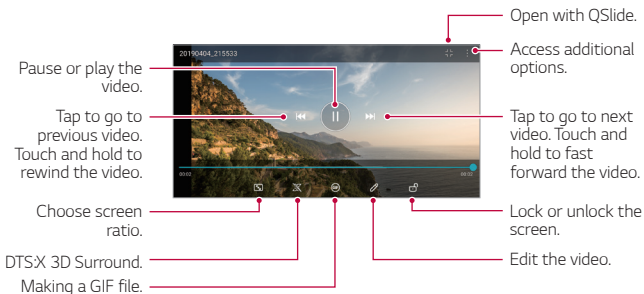 Open with QSlide.
Access additional
options.
20190404_215533
Pause or play the
video.
Tap to go to
previous video.
Touch and hold to
rewind the video.
Tap to go to next
video. Touch and
hold to fast
forward the video.
00:02
00:02
GIF
Choose screen
ratio.
Lock or unlock the
screen.
DTS:X 3D Surround.
Edit the video.
Making a GIF file.